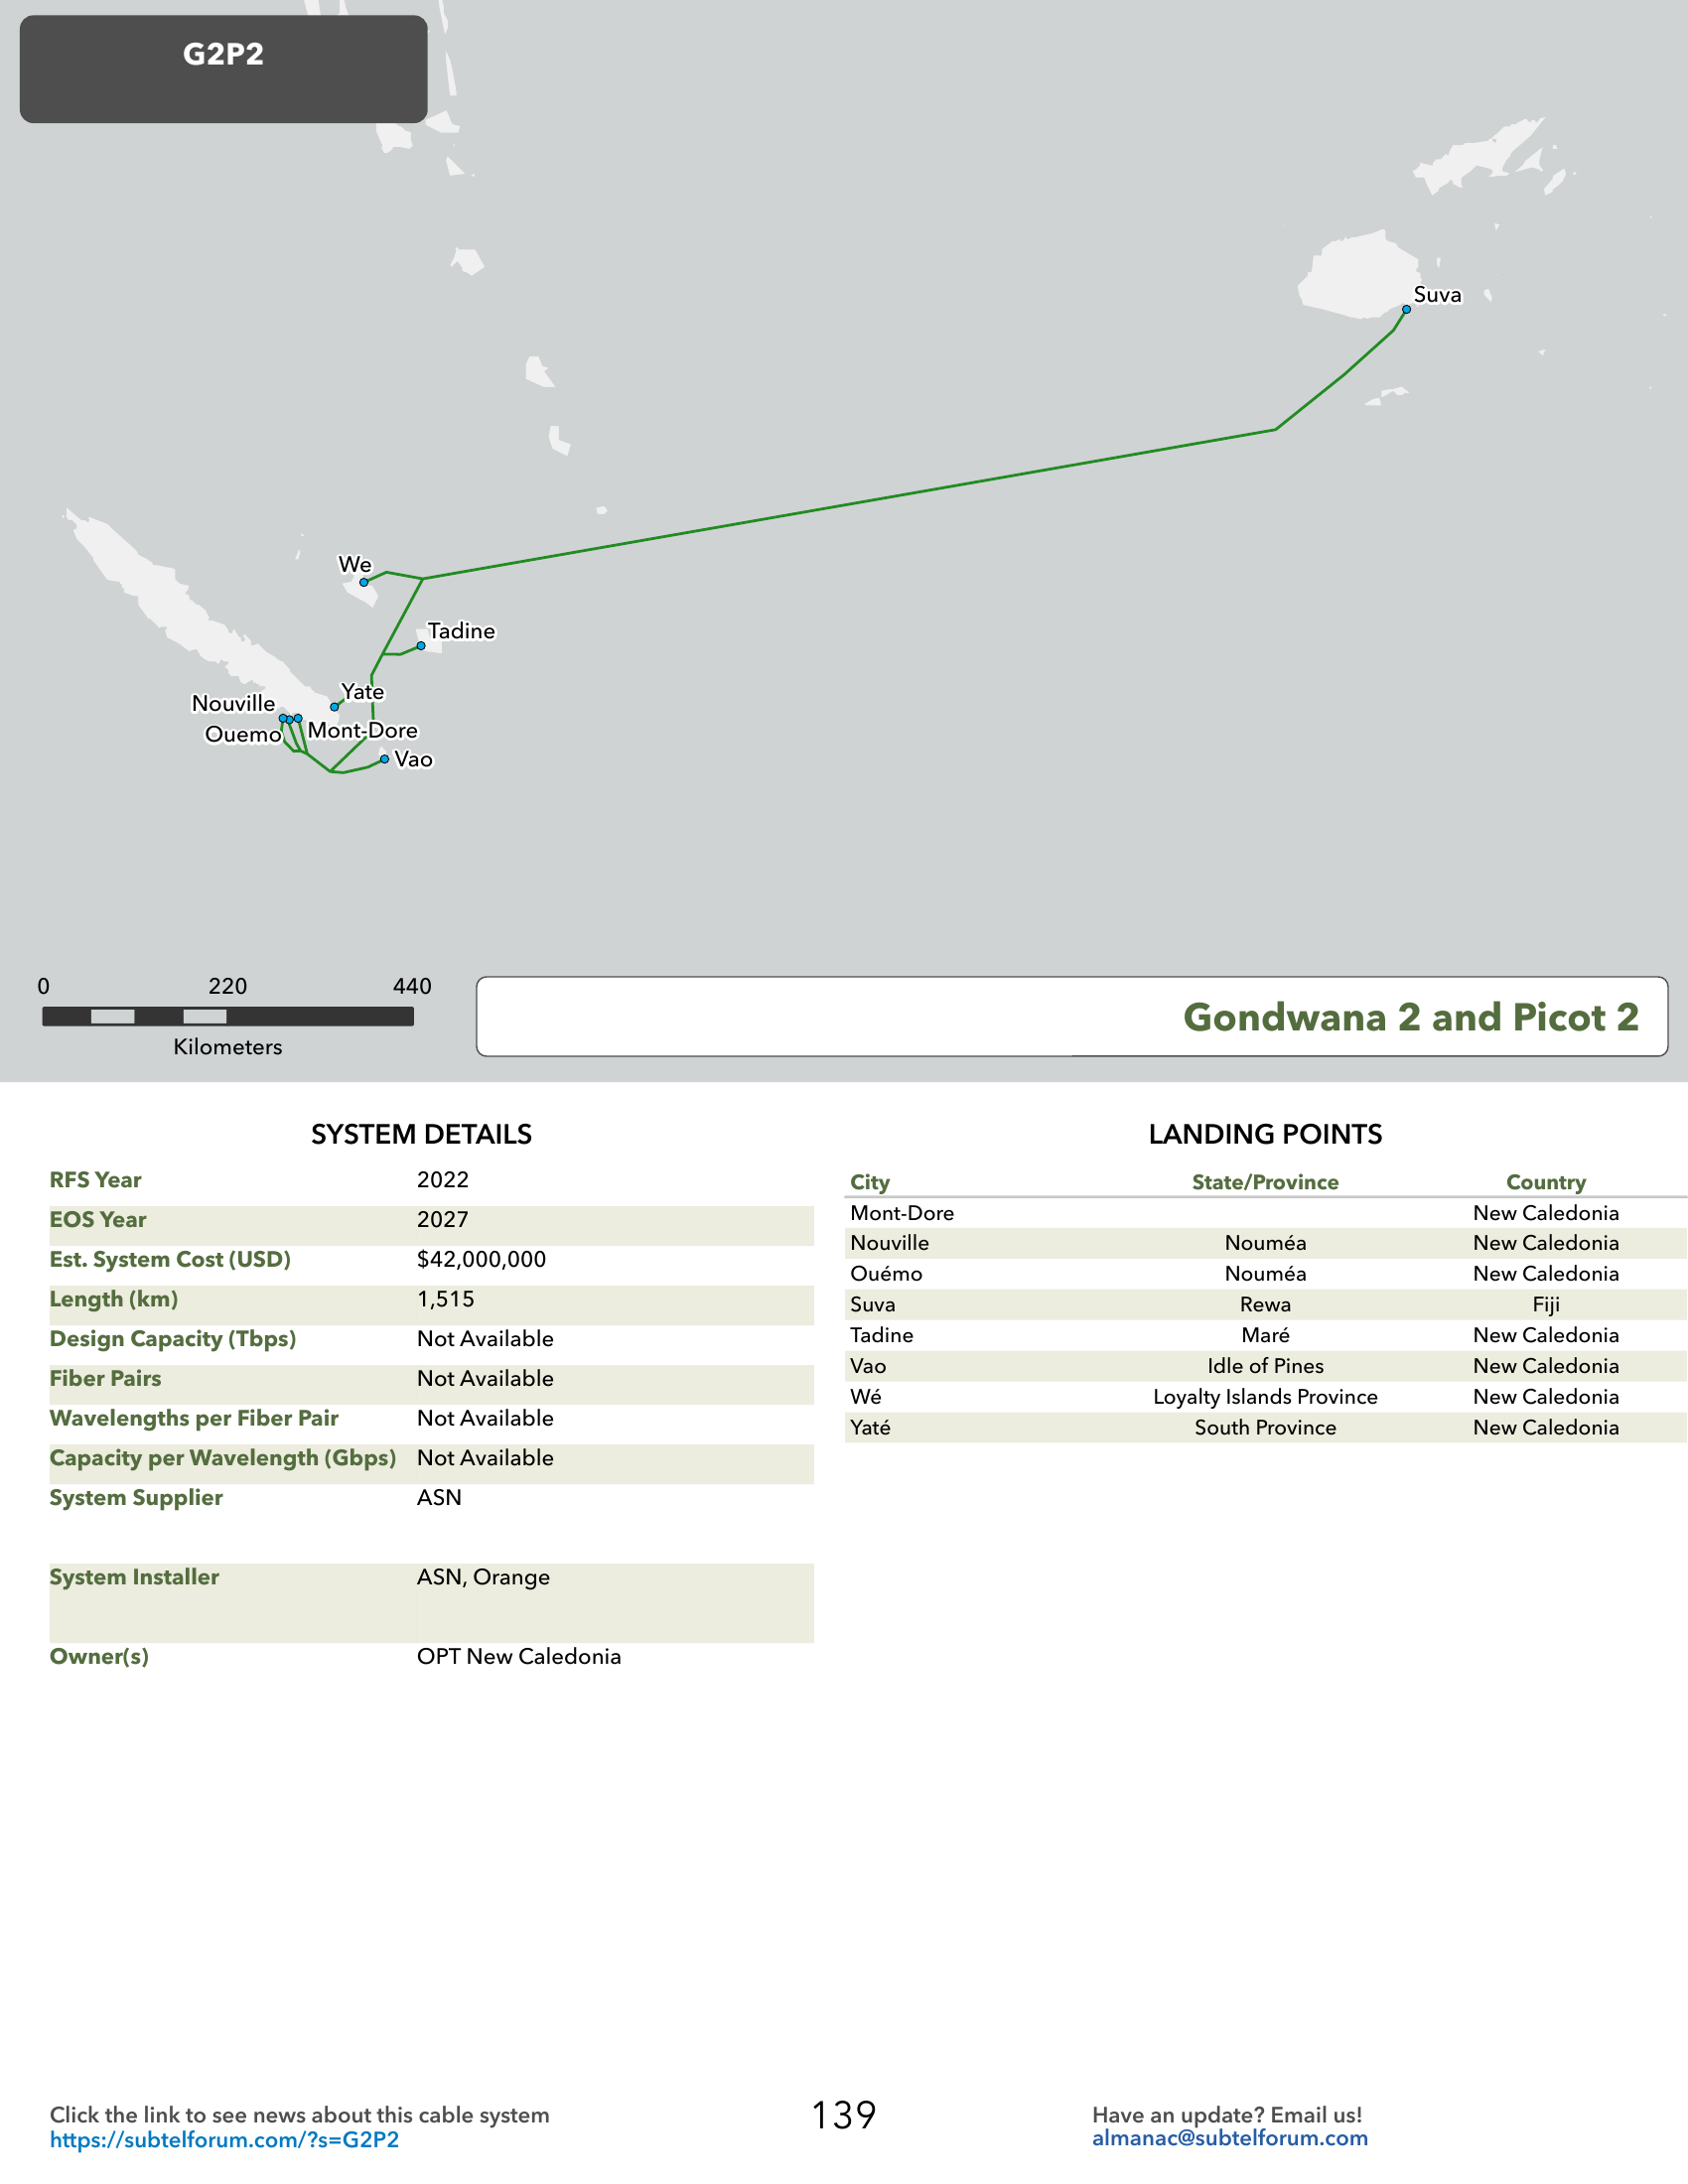 G2P2
Suva
We
Tadine
Yate
Nouville
Mont-Dore
Ouemo
Vao
0 220 440
Kilometers
Gondwana 2 and Picot 2
SYSTEM DETAILS
RFS Year 2022
EOS Year 2027
Est. System Cost (USD) $42,000,000
Length (km) 1,515
Design Capacity (Tbps) Not Available
Fiber Pairs Not Available
Wavelengths per Fiber Pair Not Available
Capacity per Wavelength (Gbps) Not Available
System Supplier ASN
System Installer ASN, Orange
Owner(s) OPT New Caledonia
LANDING POINTS
City State/Province Country
Mont-Dore New Caledonia
Nouville Nouméa New Caledonia
Ouémo Nouméa New Caledonia
Suva Rewa Fiji
Tadine Maré New Caledonia
Vao Idle of Pines New Caledonia
Wé Loyalty Islands Province New Caledonia
Yaté South Province New Caledonia
Click the link to see news about this cable system
https://subtelforum.com/?s=G2P2
139
Have an update? Email us!
almanac@subtelforum.com